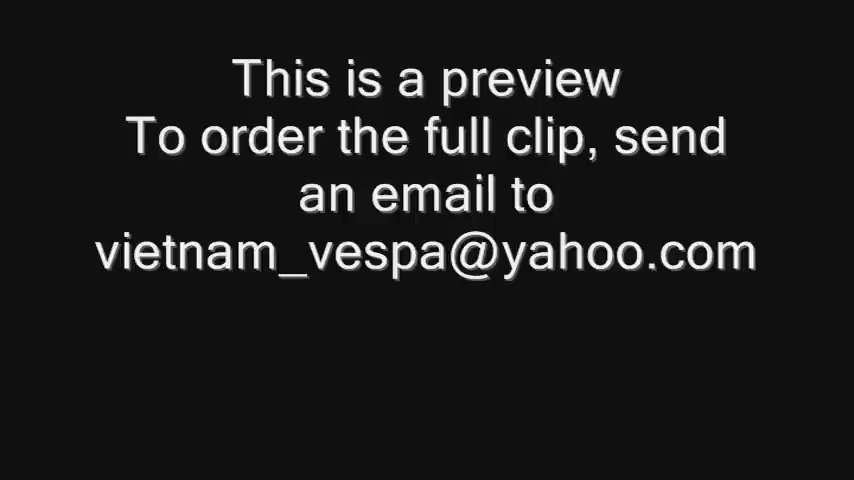 This is a preview
To order the full clip, send
an email to
vietnam_vespa@yahoo.com